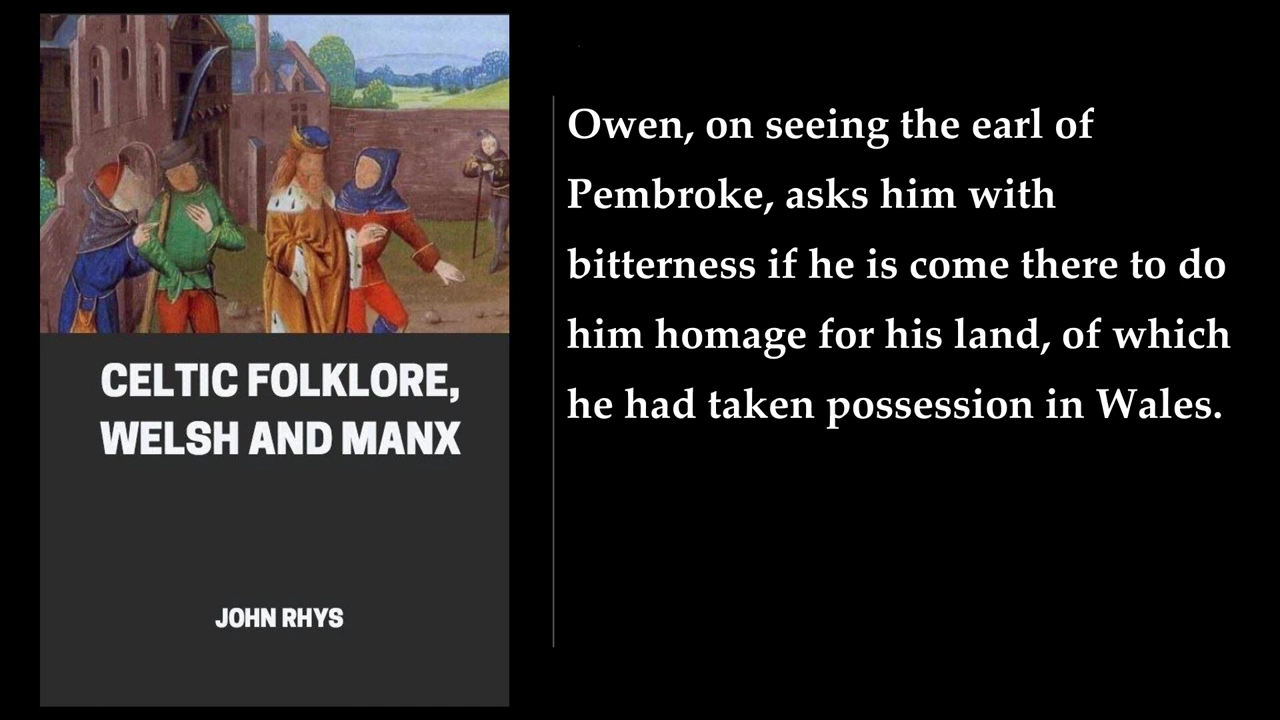 CELTIC FOLKLORE,
WELSH AND MANX
JOHN RHYS
Owen, on seeing the earl of
Pembroke, asks him with
bitterness if he is come there to do
him homage for his land, of which
he had taken possession in Wales.